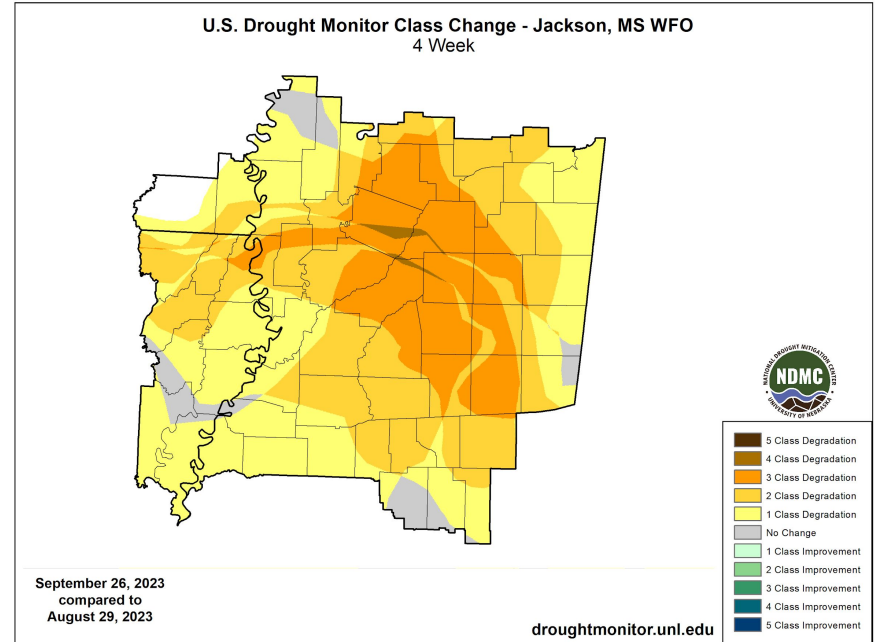 U.S. Drought Monitor Class Change - Jackson, MS WFO
4 Week
NATIONAL DROUGHT MITIGATION CENTER
NDMC
UNIVERSITY OF NEBRASKA
5 Class Degradation
4 Class Degradation
3 Class Degradation
2 Class Degradation
1 Class Degradation
No Change
1 Class Improvement
2 Class Improvement
3 Class Improvement
4 Class Improvement
5 Class Improvement
September 26, 2023
compared to
August 29, 2023
droughtmonitor.unl.edu